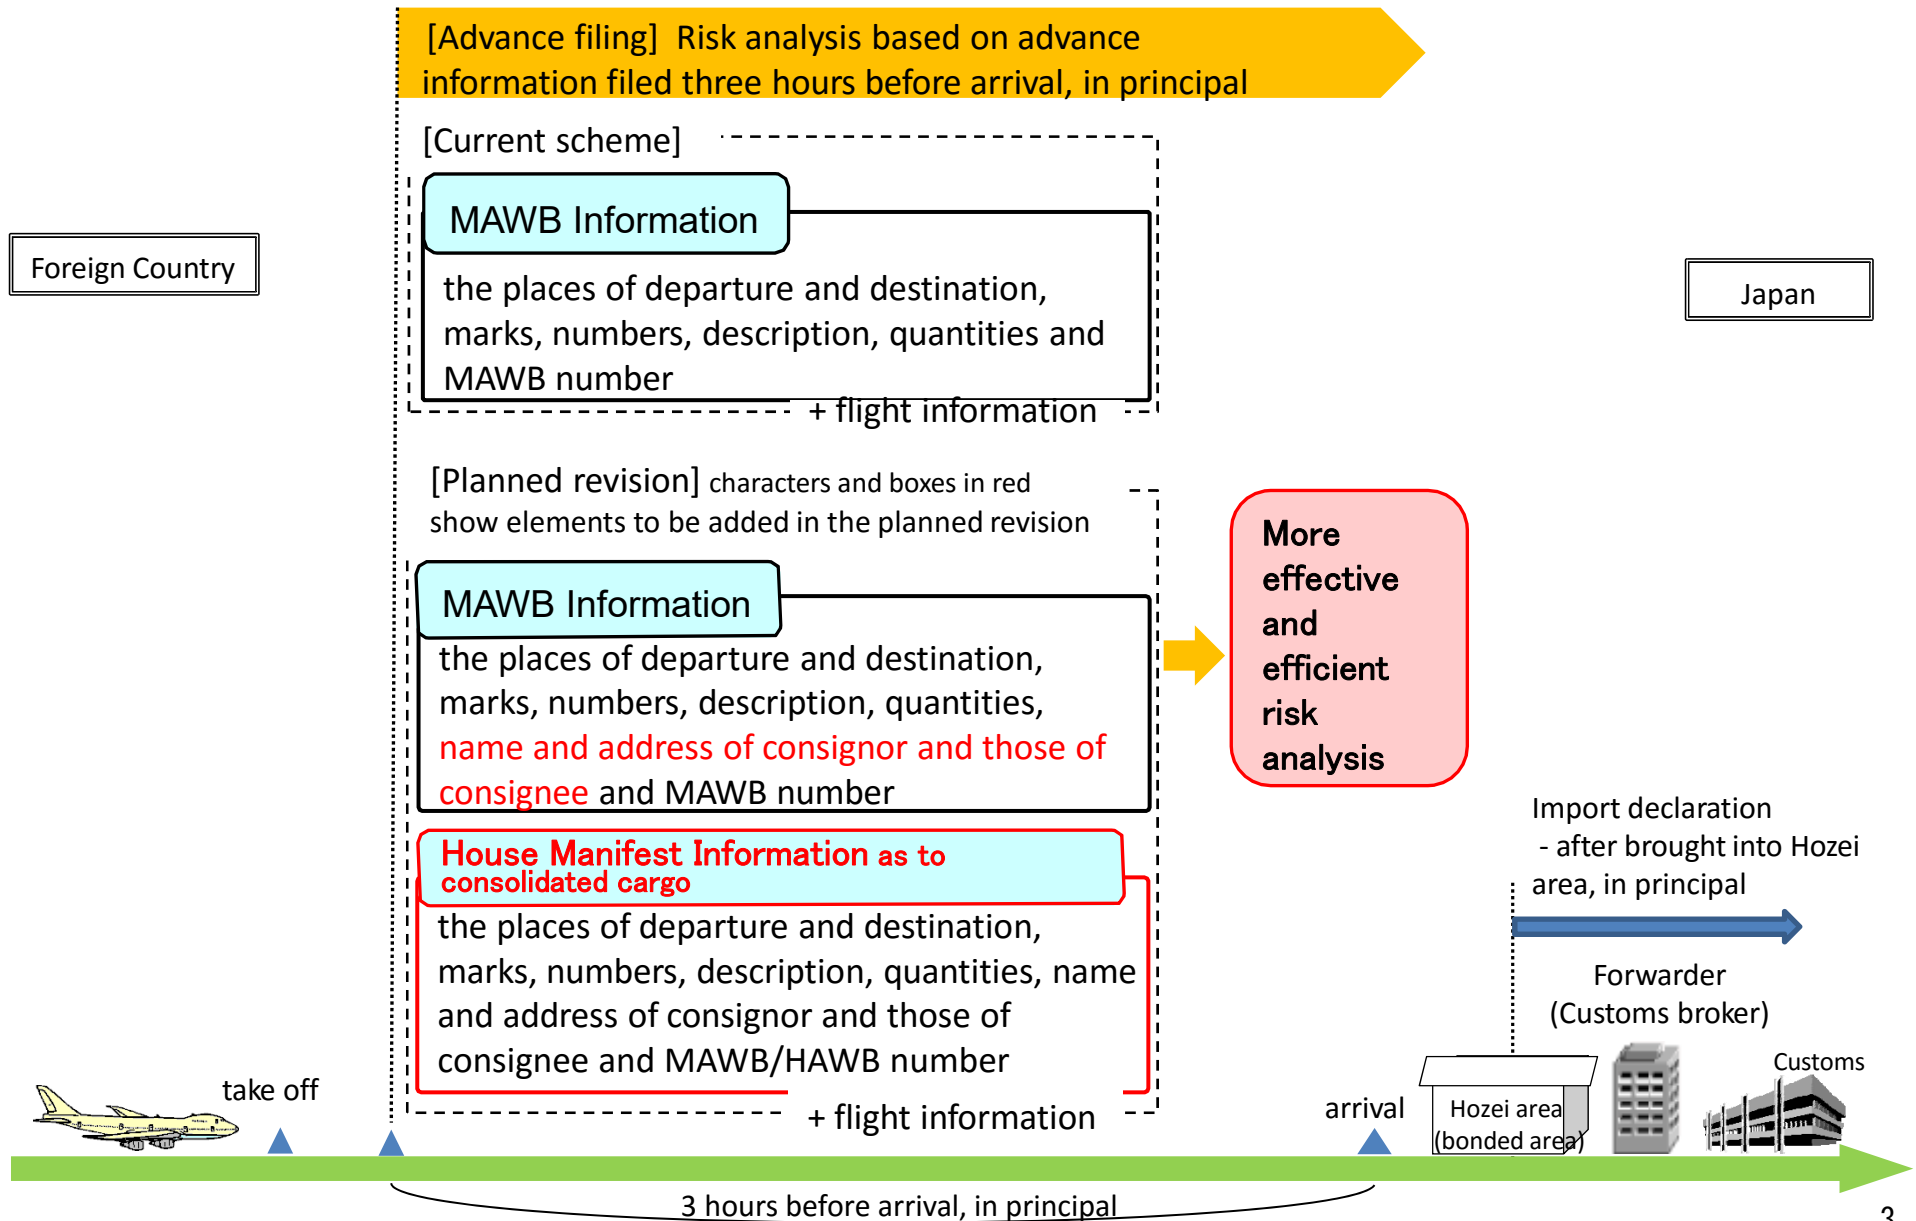 [Advance filing] Risk analysis based on advance
information filed three hours before arrival, in principal
[Current scheme]
MAWB Information
the places of departure and destination,
marks, numbers, description, quantities and
MAWB number
+ flight information
Foreign Country
Japan
[Planned revision] characters and boxes in red
show elements to be added in the planned revision
MAWB Information
the places of departure and destination,
marks, numbers, description, quantities,
name and address of consignor and those of
consignee and MAWB number
More
effective
and
efficient
risk
analysis
House Manifest Information as to
consolidated cargo
the places of departure and destination,
marks, numbers, description, quantities, name
and address of consignor and those of
consignee and MAWB/HAWB number
+ flight information
Import declaration
- after brought into Hozei
area, in principal
Forwarder
(Customs broker)
Customs
take off
arrival
Hozei area
(bonded area)
3 hours before arrival, in principal
3